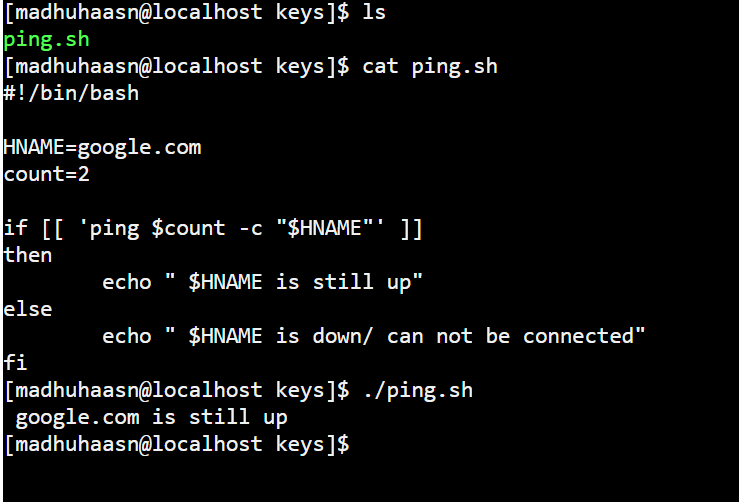 [madhuhaasn@localhost keys]$ ls
ping.sh
[madhuhaasn@localhost keys]$ cat ping.sh
#!/bin/bash
HNAME=google.com
count=2
if [[ 'ping $count -c "$HNAME"' ]]
then
echo " $HNAME is still up"
else
echo " $HNAME is down/ can not be connected"
fi
[madhuhaasn@localhost keys]$ ./ping.sh
google.com is still up
[madhuhaasn@localhost keys]$